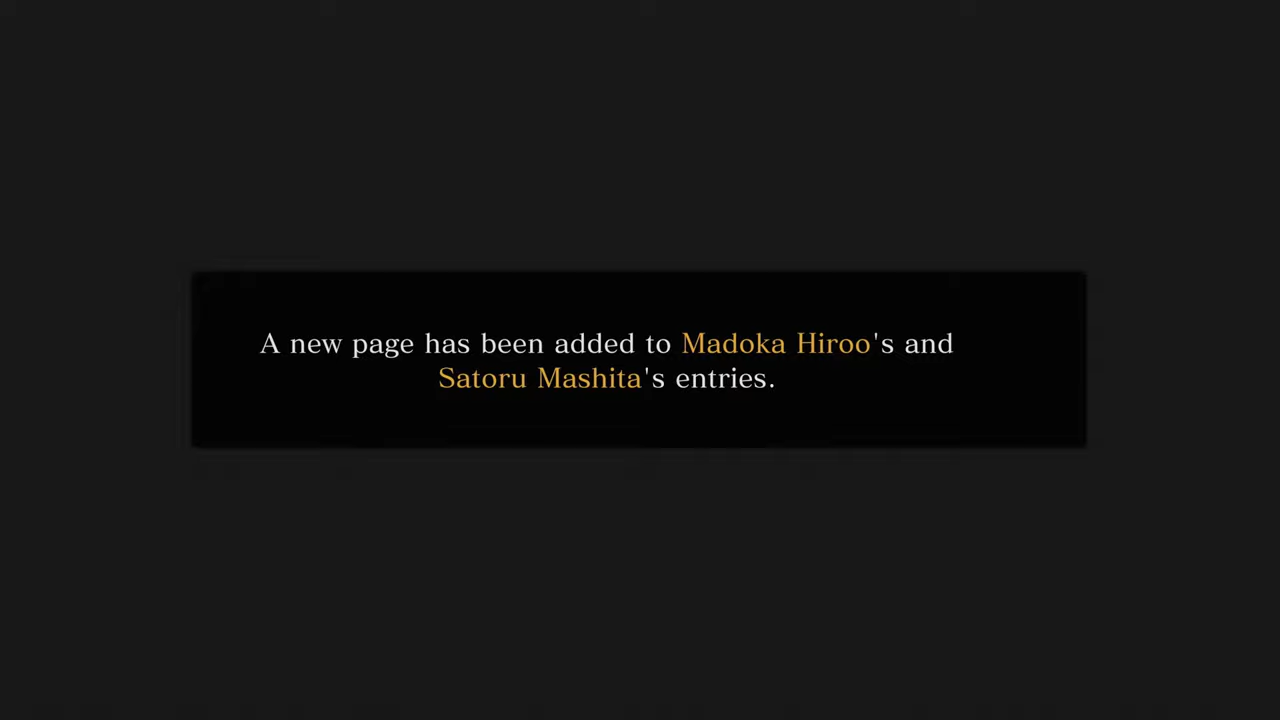 A new page has been added to Madoka Hiroo's and
Satoru Mashita's entries.